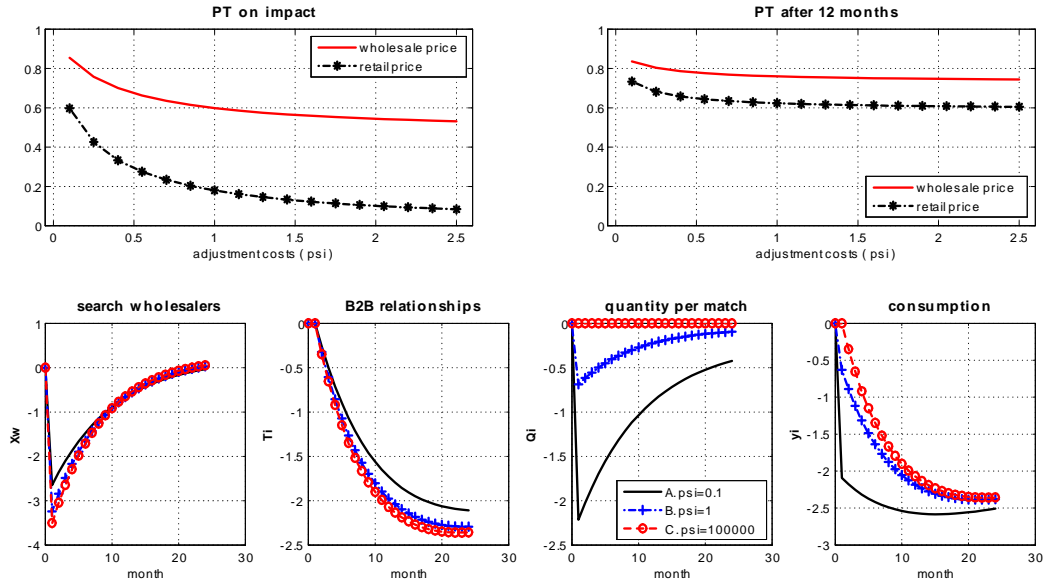 PT on impact
1
0.8
0.6
0.4
0.2
0
0 0.5 1 1.5 2 2.5
adjustment costs ( psi )
wholesale price
retail price
PT after 12 months
1
0.8
0.6
0.4
0.2
0
0 0.5 1 1.5 2 2.5
adjustment costs ( psi )
wholesale price
retail price
search wholesalers
Xw
1
0
-1
-2
-3
-4
0 10 20 30
month
B2B relationships
Ti
0
-0.5
-1
-1.5
-2
-2.5
0 10 20 30
month
quantity per match
Qi
0
-0.5
-1
-1.5
-2
-2.5
0 10 20 30
month
A. psi=0.1
B. psi=1
C. psi=100000
consumption
yi
0
-0.5
-1
-1.5
-2
-2.5
-3
0 10 20 30
month